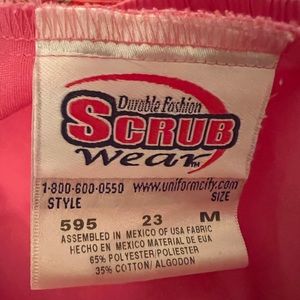 Durable Fashion
SCRUB
Wear™
1-800-600-0550 www.uniformcity.com
STYLE SIZE
595 23 M
ASSEMBLED IN MEXICO OF USA FABRIC
HECHO EN MEXICO MATERIAL DE EUA
65% POLYESTER/POLIESTER
35% COTTON/ ALGODON